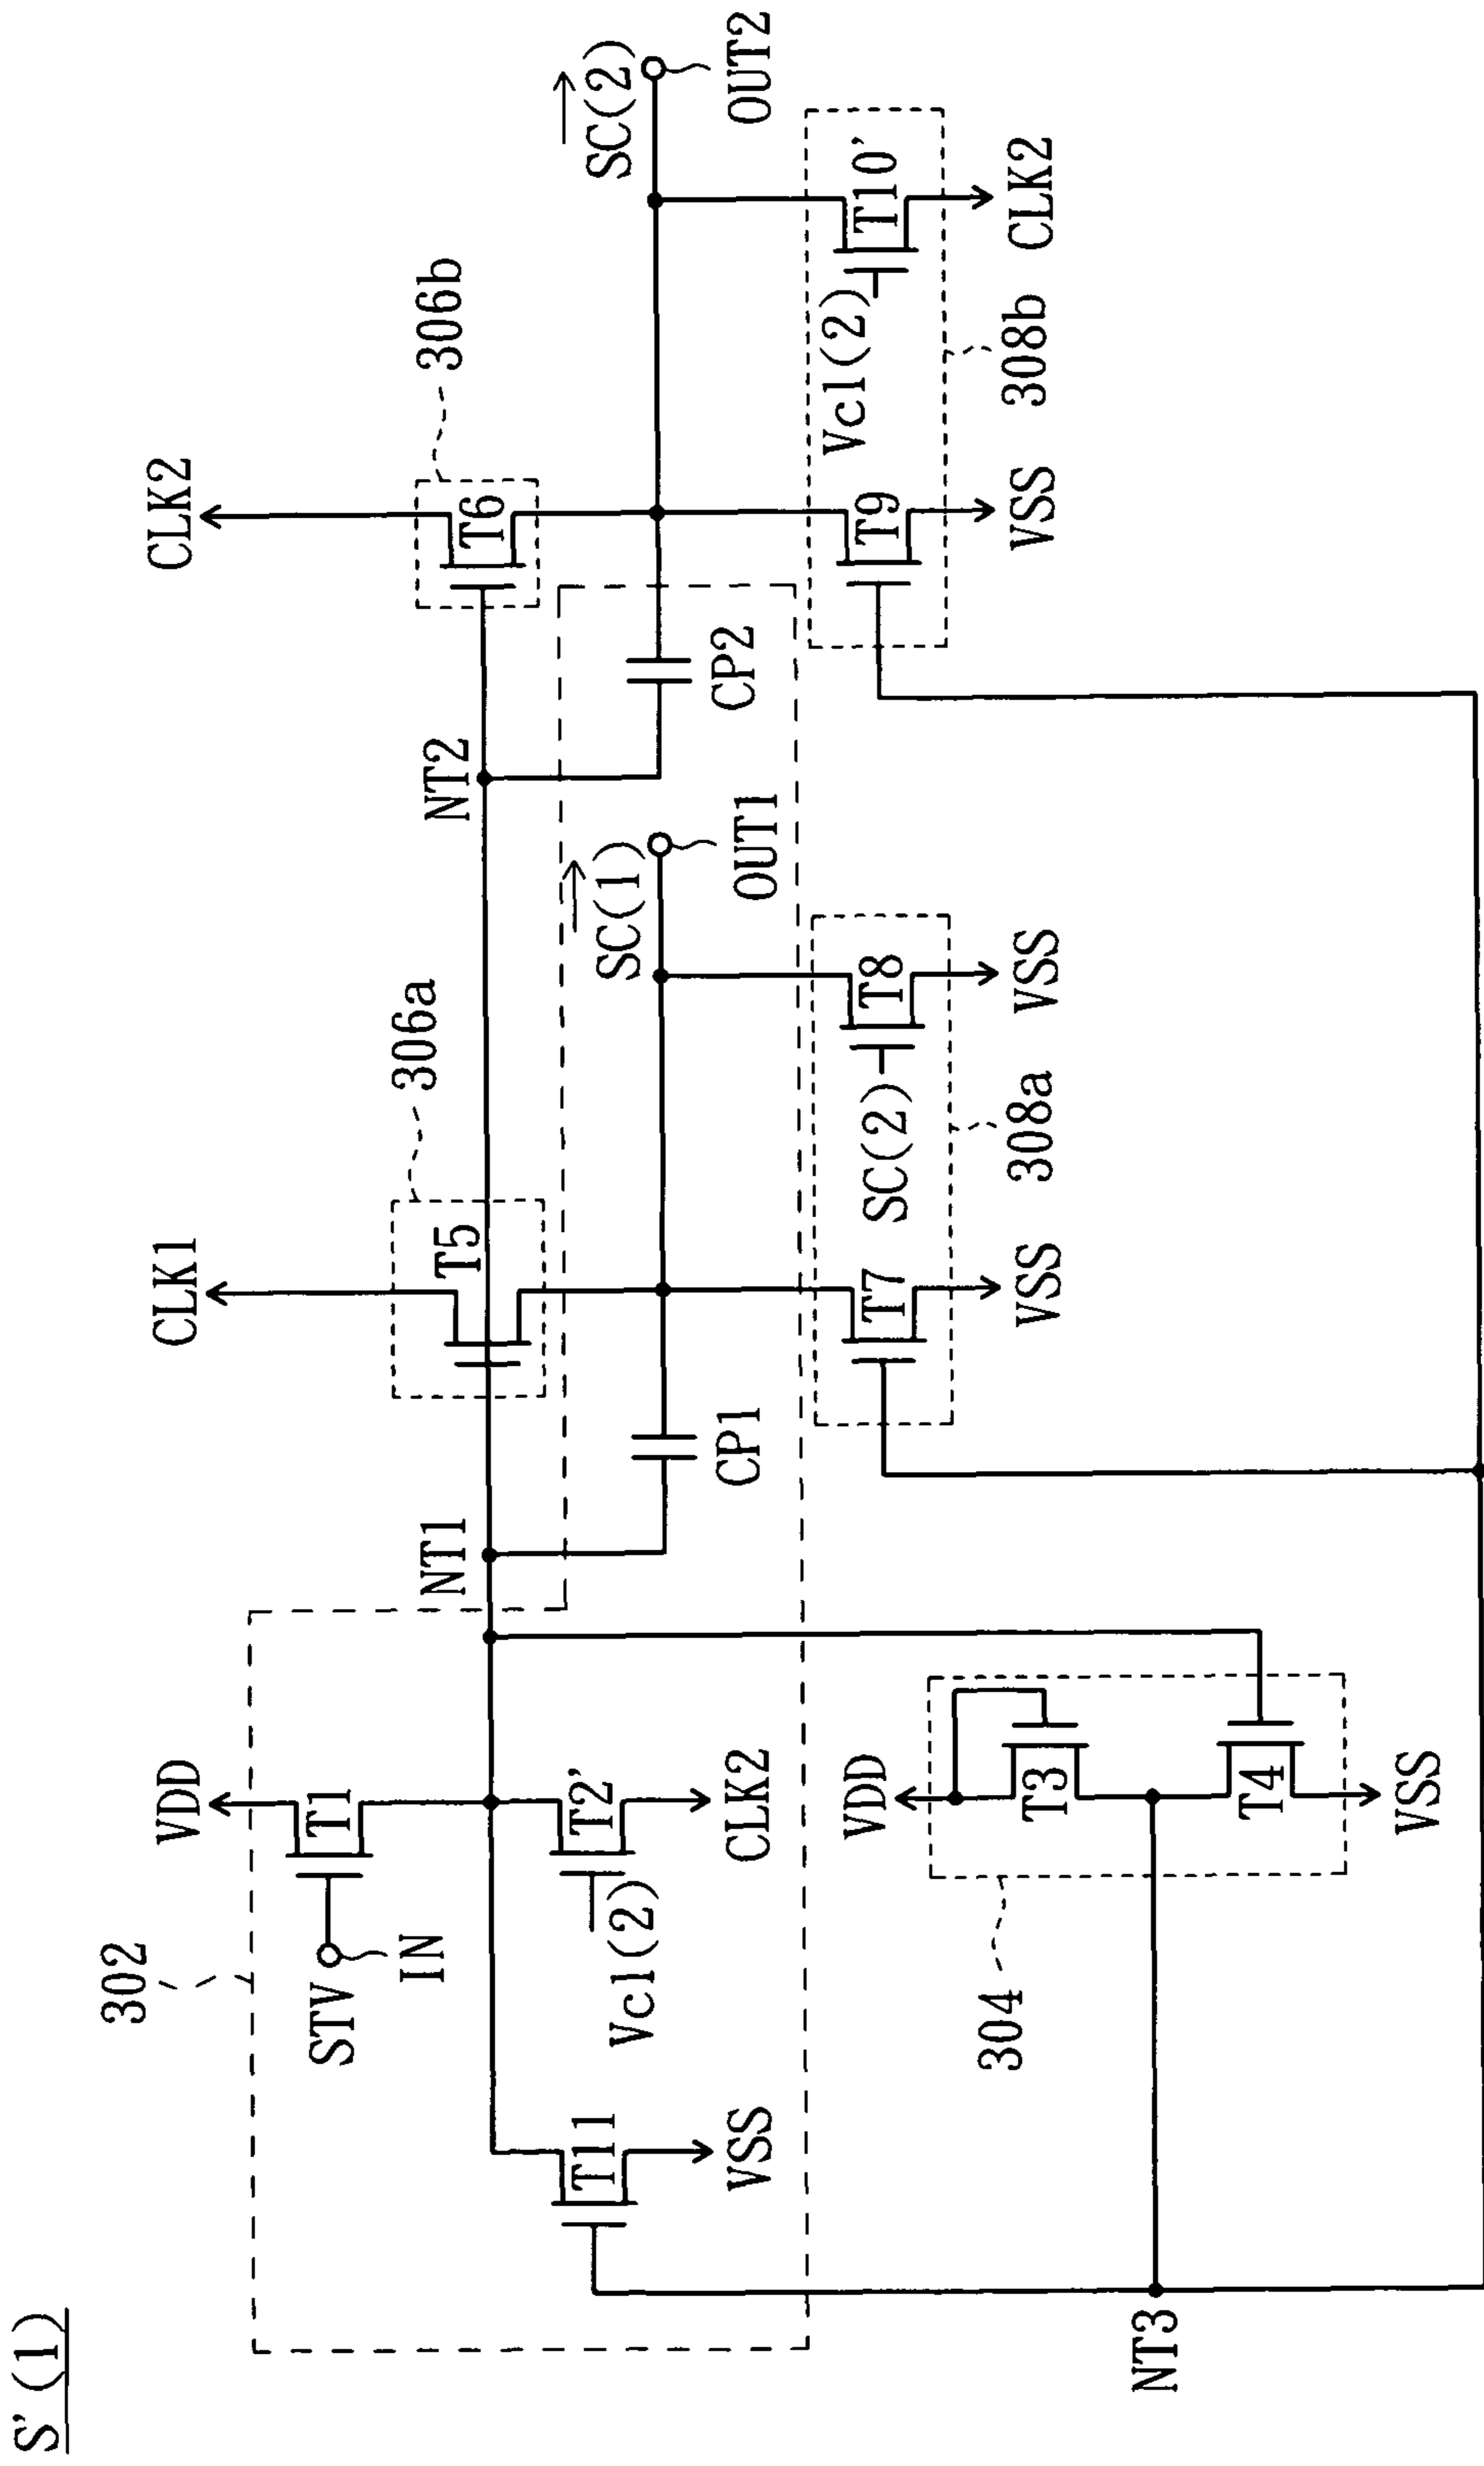 S'(1)
302
VDD
T1
STV
IN
T2'
Vcl(2)
CLK2
T11
VSS
NT1
CLK1
306a
T5
CP1
SC(1)
OUT1
NT2
CLK2
306b
T6
CP2
SC(2)
OUT2
T7
VSS
SC(2)
T8
VSS
308a
T9
VSS
Vcl(2)
T10'
CLK2
308b
VDD
T3
T4
VSS
304
NT3